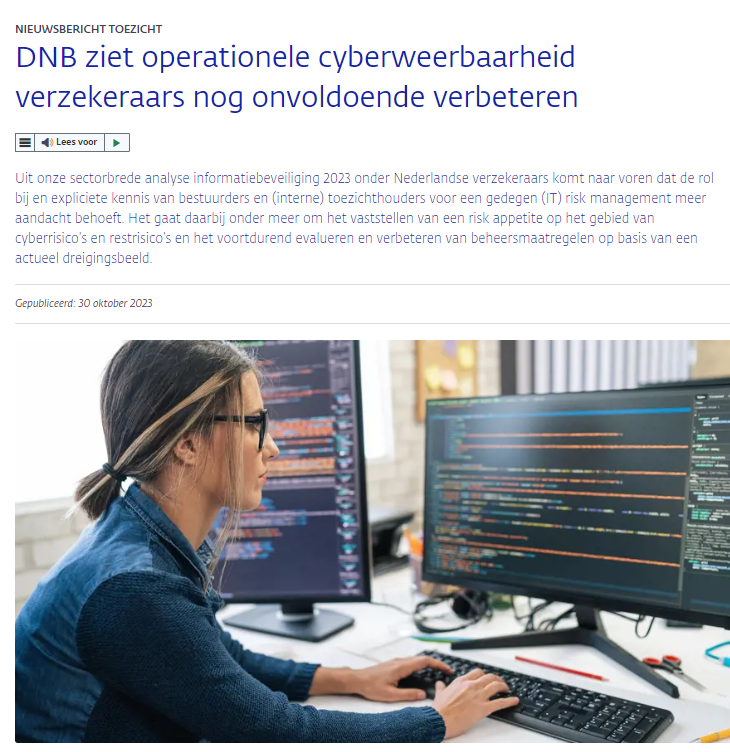 NIEUWSBERICHT TOEZICHT
DNB ziet operationele cyberweerbaarheid
verzekeraars nog onvoldoende verbeteren
Lees voor
Uit onze sectorbrede analyse informatiebeveiliging 2023 onder Nederlandse verzekeraars komt naar voren dat de rol
bij en expliciete kennis van bestuurders en (interne) toezichthouders voor een gedegen (IT) risk management meer
aandacht behoeft. Het gaat daarbij onder meer om het vaststellen van een risk appetite op het gebied van
cyberrisico's en restrisico's en het voortdurend evalueren en verbeteren van beheersmaatregelen op basis van een
actueel dreigingsbeeld.
Gepubliceerd: 30 oktober 2023